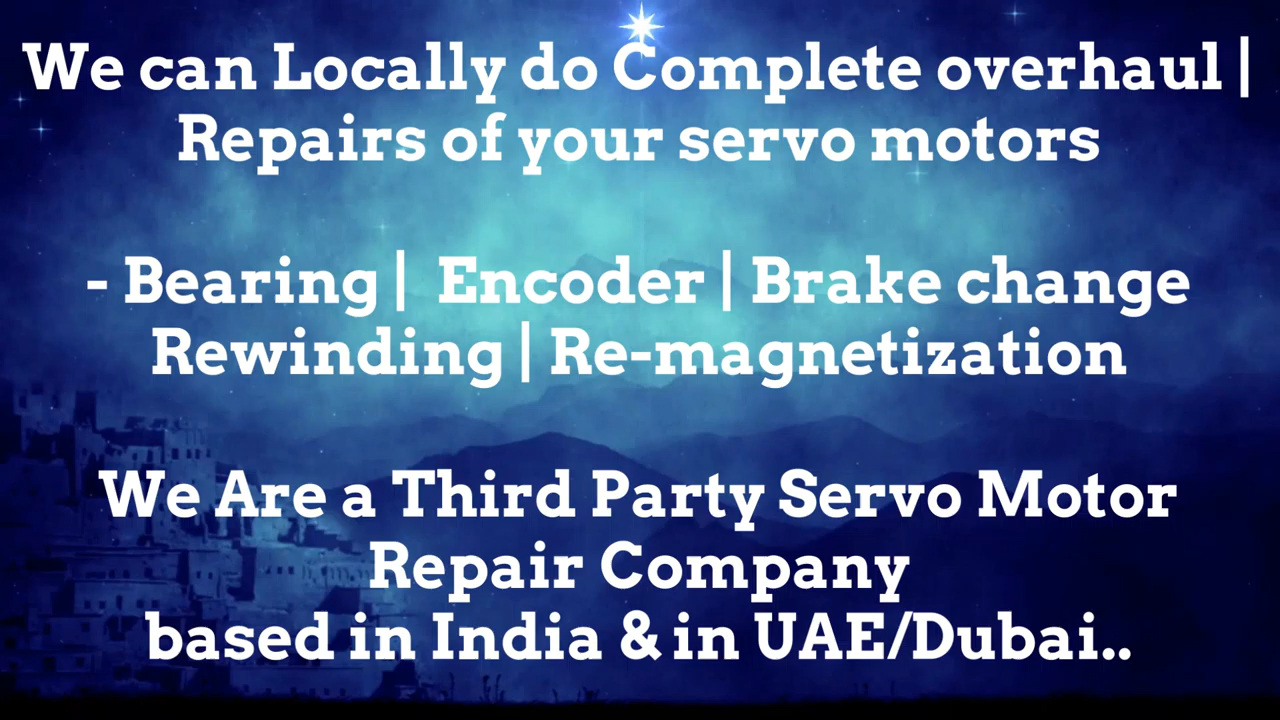 We can Locally do Complete overhaul |
Repairs of your servo motors
- Bearing | Encoder | Brake change
Rewinding | Re-magnetization
We Are a Third Party Servo Motor
Repair Company
based in India & in UAE/Dubai..